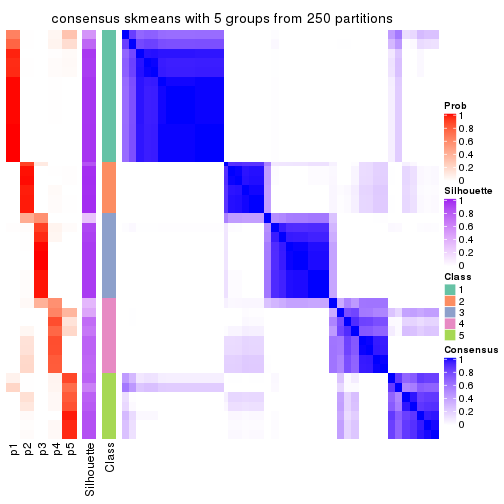 consensus skmeans with 5 groups from 250 partitions
Prob
1
0.8
0.6
0.4
0.2
0
Silhouette
1
0.8
0.6
0.4
0.2
0
Class
1
2
3
4
5
Consensus
1
0.8
0.6
0.4
0.2
0
p1
p2
p3
p4
p5
Silhouette
Class